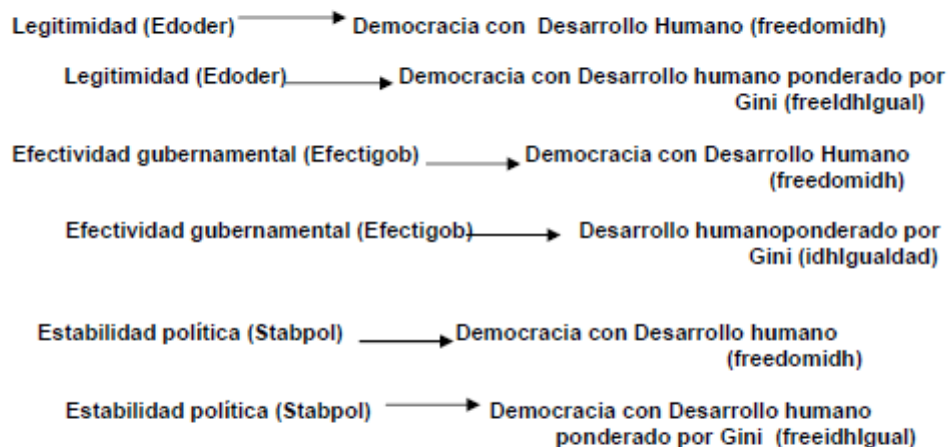 Legitimidad (Edoder) Democracia con Desarrollo Humano (freedomidh)
Legitimidad (Edoder) Democracia con Desarrollo humano ponderado por
Gini (freeIdhIgual)
Efectividad gubernamental (Efectigob) Democracia con Desarrollo Humano
(freedomidh)
Efectividad gubernamental (Efectigob) Desarrollo humanoponderado por
Gini (idhIgualdad)
Estabilidad política (Stabpol) Democracia con Desarrollo humano
(freedomidh)
Estabilidad política (Stabpol) Democracia con Desarrollo humano
ponderado por Gini (freeidhIgual)